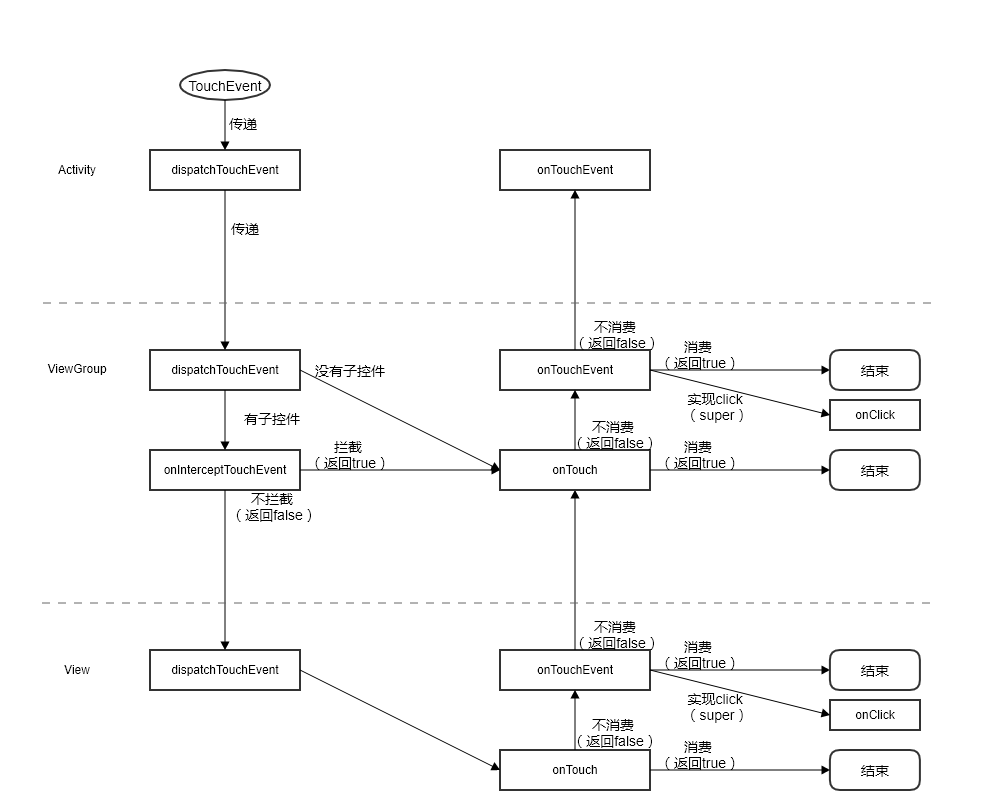 TouchEvent
传递
Activity
dispatchTouchEvent
onTouchEvent
传递
不消费
（返回false）
消费
（返回true）
ViewGroup
dispatchTouchEvent
没有子控件
onTouchEvent
结束
实现click
（super）
onClick
有子控件
不消费
（返回false）
拦截
（返回true）
消费
（返回true）
onInterceptTouchEvent
onTouch
结束
不拦截
（返回false）
不消费
（返回false）
消费
（返回true）
View
dispatchTouchEvent
onTouchEvent
结束
实现click
（super）
onClick
不消费
（返回false）
消费
（返回true）
onTouch
结束